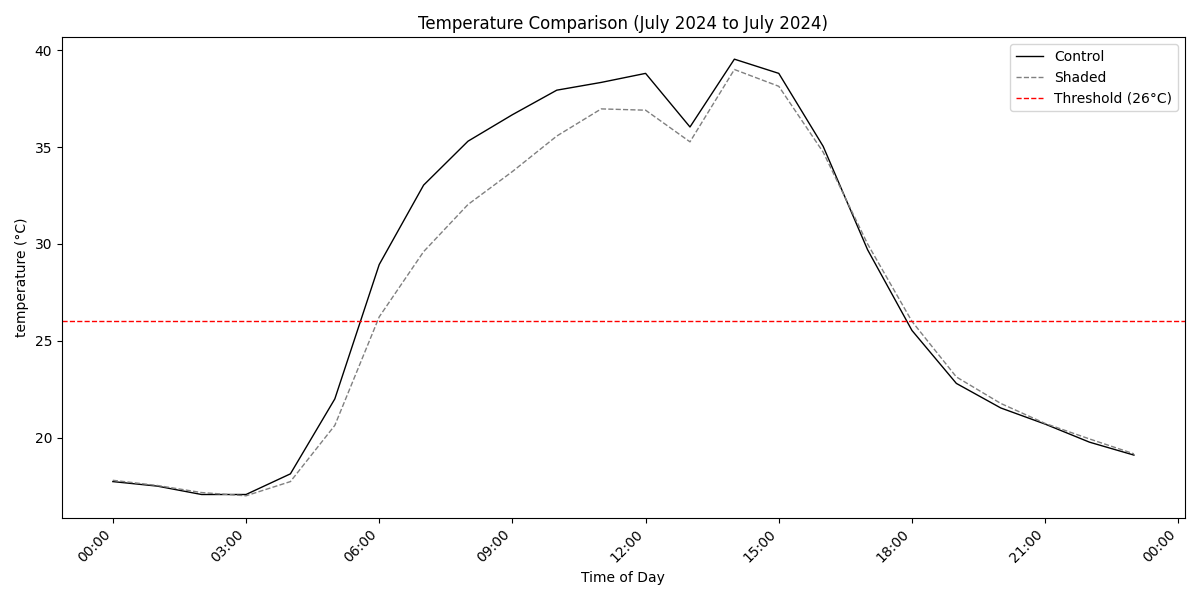 Temperature Comparison (July 2024 to July 2024)
Control
Shaded
Threshold (26°C)
temperature (°C)
40
35
30
25
20
00:00
03:00
06:00
09:00
12:00
15:00
18:00
21:00
00:00
Time of Day